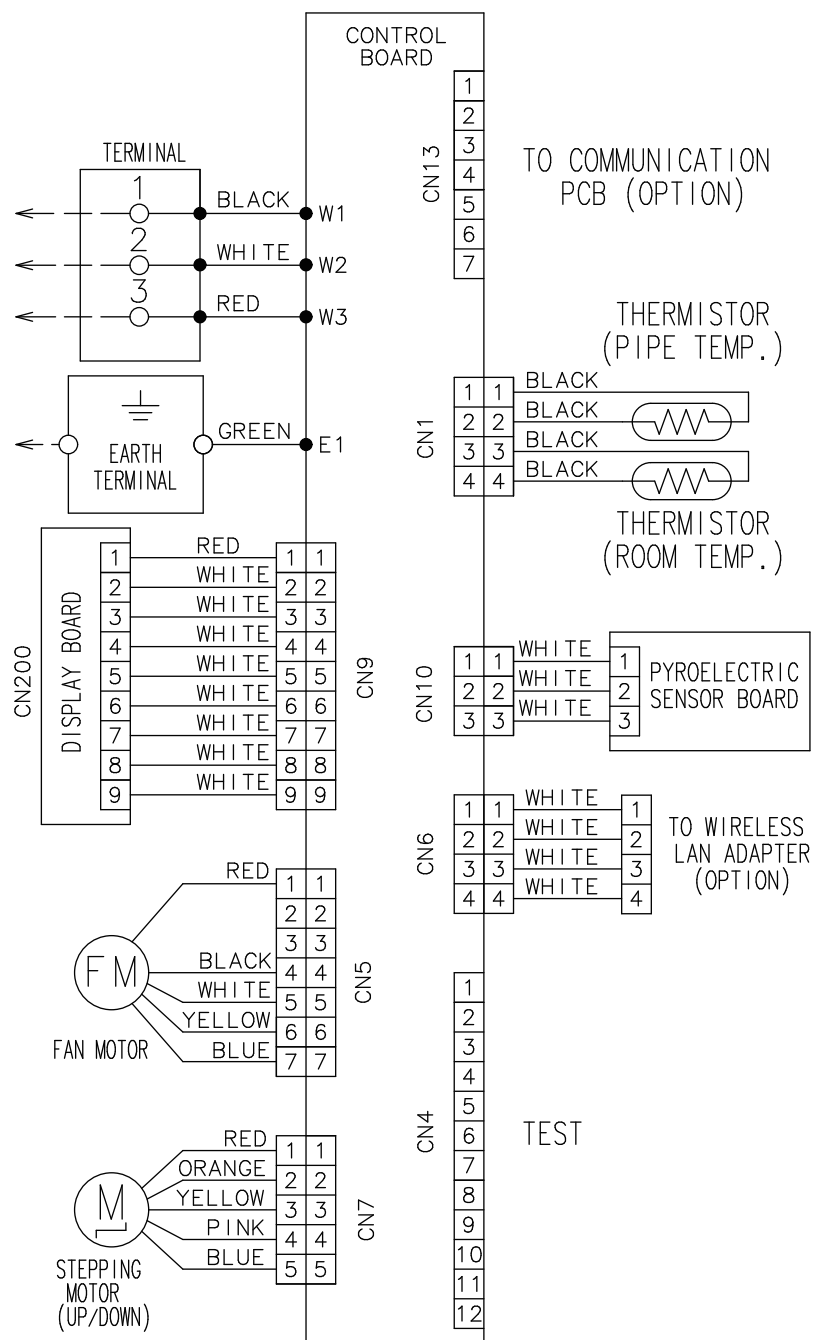 CONTROL
BOARD
CN13
1
2
3
4
5
6
7
TO COMMUNICATION
PCB (OPTION)
TERMINAL
1 BLACK W1
2 WHITE W2
3 RED W3
EARTH
TERMINAL
GREEN E1
THERMISTOR
(PIPE TEMP.)
CN1
1 1 BLACK
2 2 BLACK
3 3 BLACK
4 4 BLACK
THERMISTOR
(ROOM TEMP.)
CN200
DISPLAY BOARD
CN9
1 RED 1 1
2 WHITE 2 2
3 WHITE 3 3
4 WHITE 4 4
5 WHITE 5 5
6 WHITE 6 6
7 WHITE 7 7
8 WHITE 8 8
9 WHITE 9 9
CN10
1 1 WHITE 1
2 2 WHITE 2
3 3 WHITE 3
PYROELECTRIC
SENSOR BOARD
CN6
1 1 WHITE 1
2 2 WHITE 2
3 3 WHITE 3
4 4 WHITE 4
TO WIRELESS
LAN ADAPTER
(OPTION)
FM
FAN MOTOR
CN5
RED 1 1
2 2
3 3
BLACK 4 4
WHITE 5 5
YELLOW 6 6
BLUE 7 7
CN4
1
2
3
4
5
6
7
8
9
10
11
12
TEST
M
STEPPING
MOTOR
(UP/DOWN)
CN7
RED 1 1
ORANGE 2 2
YELLOW 3 3
PINK 4 4
BLUE 5 5